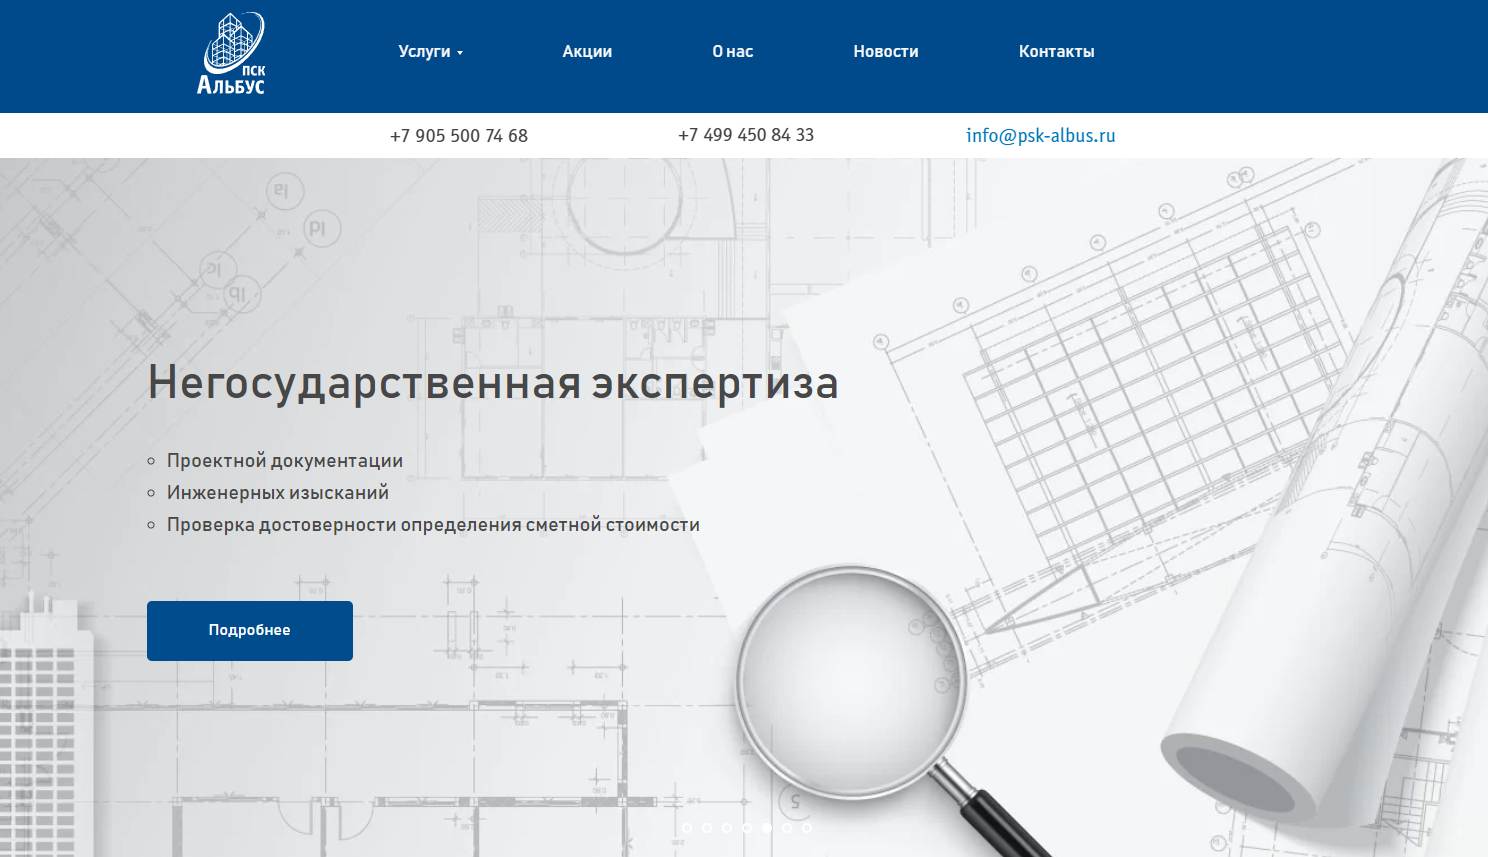 ПСК
АЛЬБУС
Услуги
Акции
О нас
Новости
Контакты
+7 905 500 74 68
+7 499 450 84 33
info@psk-albus.ru
Негосударственная экспертиза
Проектной документации
Инженерных изысканий
Проверка достоверности определения сметной стоимости
Подробнее